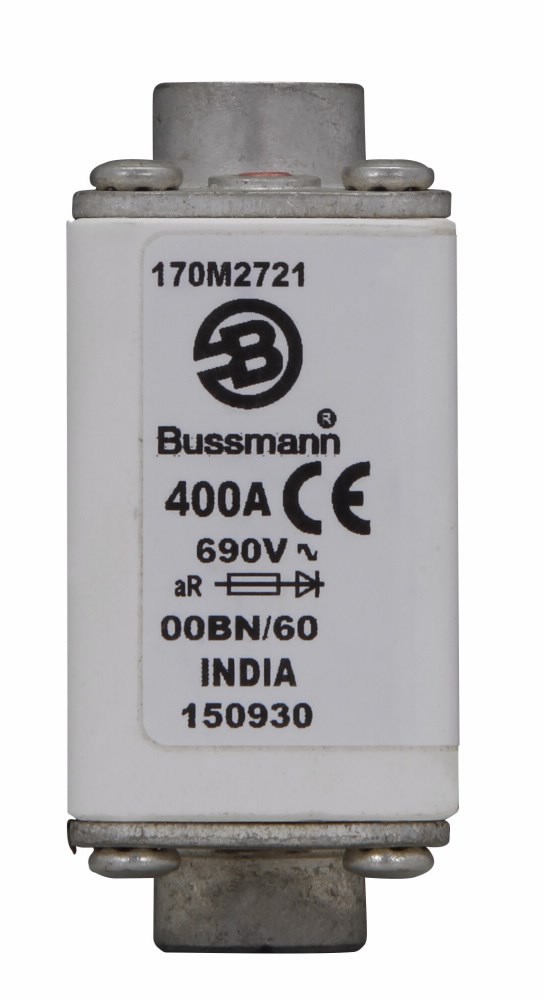 170M2721
B
Bussmann®
400A CE
690V ~
aR
00BN/60
INDIA
150930